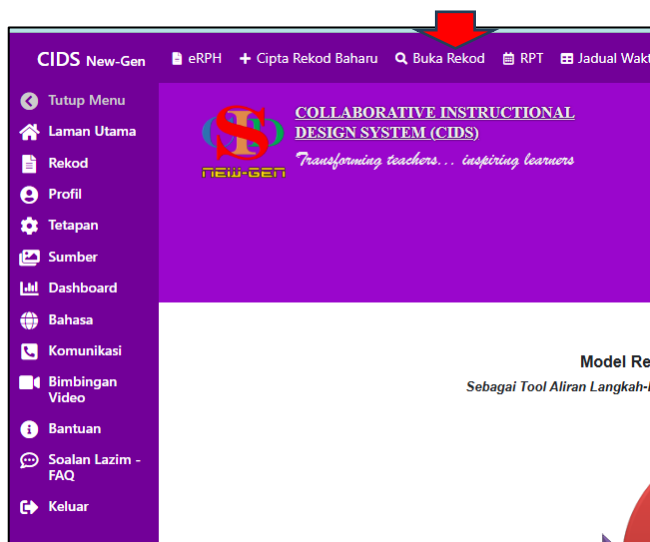 CIDS New-Gen
eRPH
Cipta Rekod Baharu
Buka Rekod
RPT
Jadual Wakt
Tutup Menu
Laman Utama
Rekod
Profil
Tetapan
Sumber
Dashboard
Bahasa
Komunikasi
Bimbingan
Video
Bantuan
Soalan Lazim -
FAQ
Keluar
NEW-GEN
COLLABORATIVE INSTRUCTIONAL
DESIGN SYSTEM (CIDS)
Transforming teachers... inspiring learners
Model Re
Sebagai Tool Aliran Langkah-